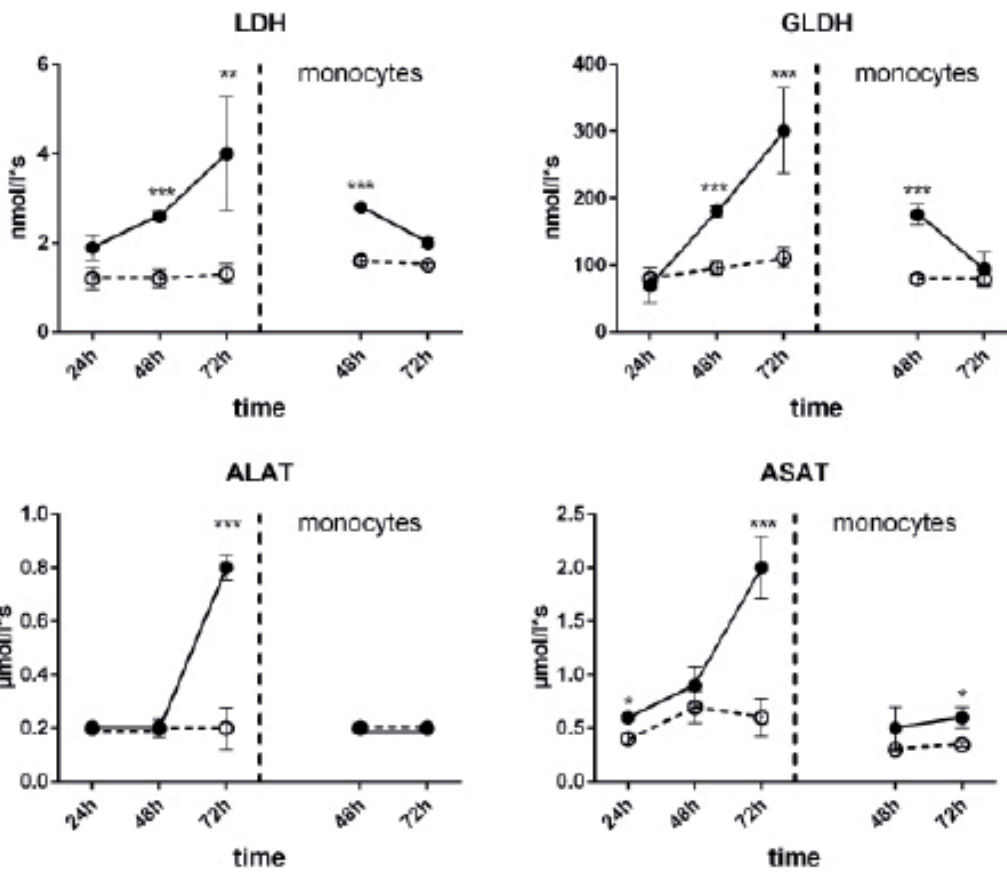 LDH
6
4
2
0
nmol/l*s
**
***
monocytes
***
24h
48h
72h
48h
72h
time
GLDH
400
300
200
100
0
nmol/l*s
***
***
monocytes
***
24h
48h
72h
48h
72h
time
ALAT
1.0
0.8
0.6
0.4
0.2
0.0
µmol/l*s
***
monocytes
24h
48h
72h
48h
72h
time
ASAT
2.5
2.0
1.5
1.0
0.5
0.0
µmol/l*s
***
monocytes
*
*
24h
48h
72h
48h
72h
time